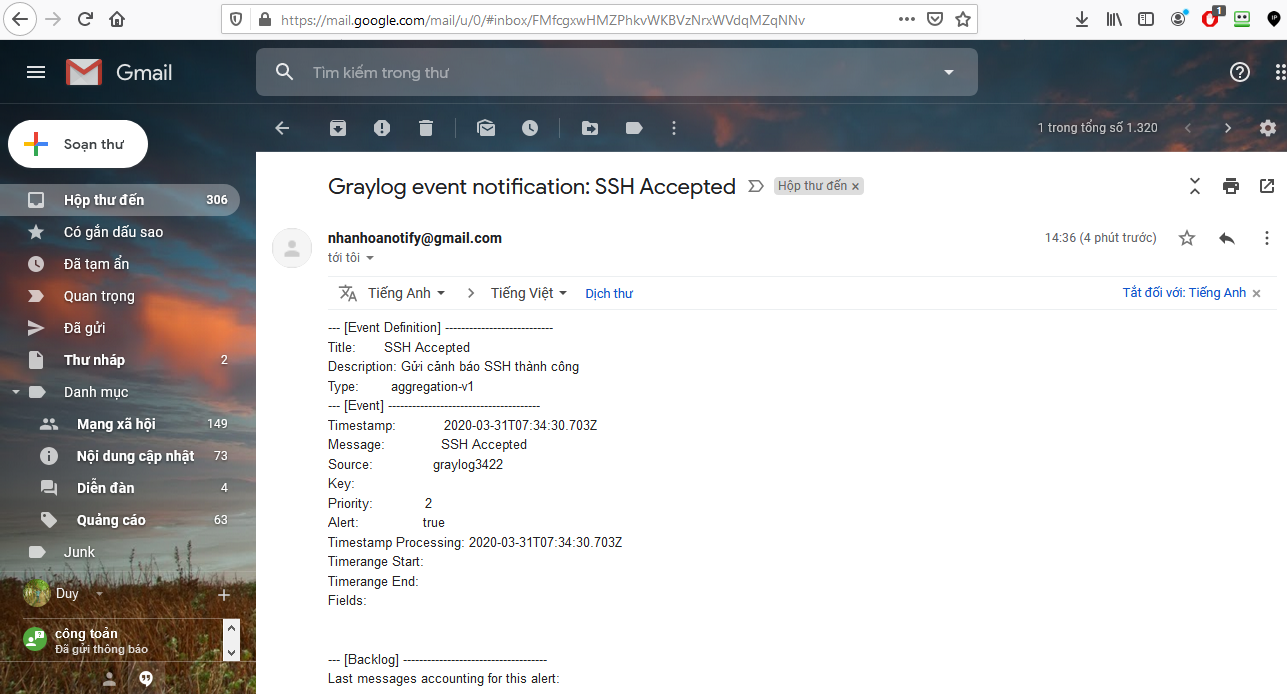 https://mail.google.com/mail/u/0/#inbox/FMfcgxwHMZPhkvWKBVzNrxWVdqMZqNNv
1
Gmail
Tìm kiếm trong thư
Soạn thư
1 trong tổng số 1.320
Hộp thư đến 306
Có gắn dấu sao
Đã tạm ẩn
Quan trọng
Đã gửi
Thư nháp 2
Danh mục
Mạng xã hội 149
Nội dung cập nhật 73
Diễn đàn 4
Quảng cáo 63
Junk
Duy
công toản
Đã gửi thông báo
Graylog event notification: SSH Accepted
Hộp thư đến ×
nhanhoanotify@gmail.com
14:36 (4 phút trước)
tới tôi
Tiếng Anh > Tiếng Việt Dịch thư
Tắt đối với: Tiếng Anh ×
--- [Event Definition] ---------------------------
Title: SSH Accepted
Description: Gửi cảnh báo SSH thành công
Type: aggregation-v1
--- [Event] --------------------------------------
Timestamp: 2020-03-31T07:34:30.703Z
Message: SSH Accepted
Source: graylog3422
Key:
Priority: 2
Alert: true
Timestamp Processing: 2020-03-31T07:34:30.703Z
Timerange Start:
Timerange End:
Fields:
--- [Backlog] ------------------------------------
Last messages accounting for this alert: